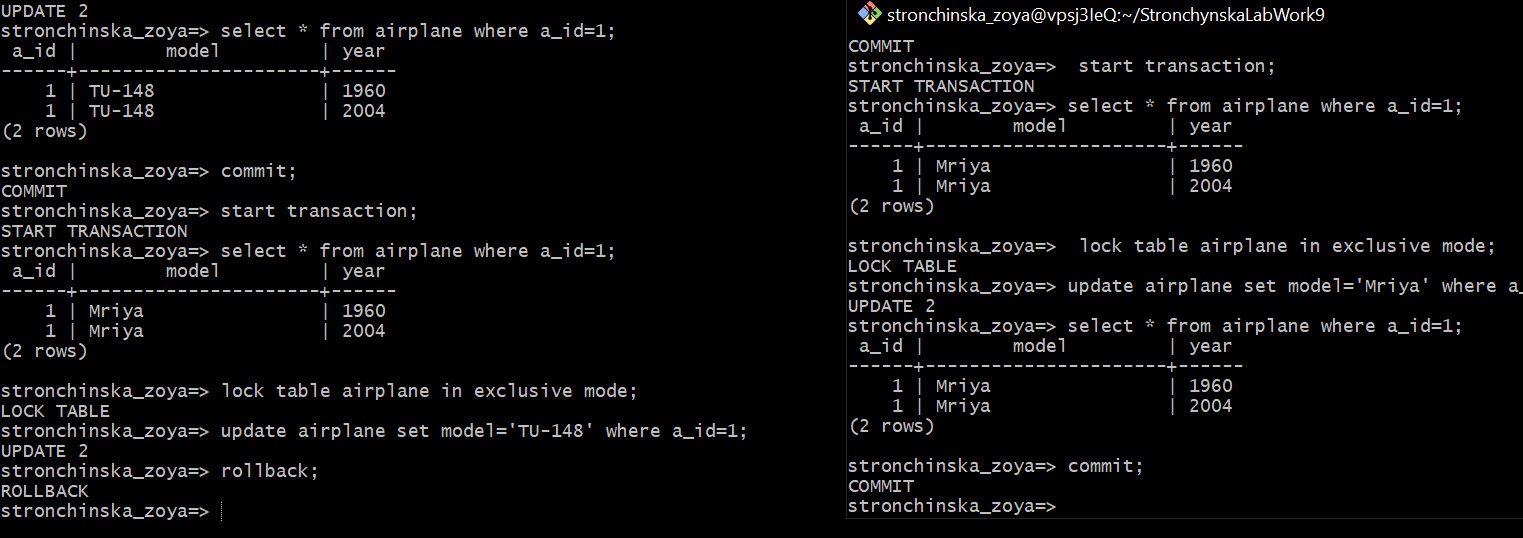 UPDATE 2
stronchinska_zoya=> select * from airplane where a_id=1;
 a_id |        model         | year
------+----------------------+------
    1 | TU-148               | 1960
    1 | TU-148               | 2004
(2 rows)
stronchinska_zoya=> commit;
COMMIT
stronchinska_zoya=> start transaction;
START TRANSACTION
stronchinska_zoya=> select * from airplane where a_id=1;
 a_id |        model         | year
------+----------------------+------
    1 | Mriya                | 1960
    1 | Mriya                | 2004
(2 rows)
stronchinska_zoya=> lock table airplane in exclusive mode;
LOCK TABLE
stronchinska_zoya=> update airplane set model='TU-148' where a_id=1;
UPDATE 2
stronchinska_zoya=> rollback;
ROLLBACK
stronchinska_zoya=>
stronchinska_zoya@vpsj3IeQ:~/StronchynskaLabWork9
COMMIT
stronchinska_zoya=>  start transaction;
START TRANSACTION
stronchinska_zoya=> select * from airplane where a_id=1;
 a_id |        model         | year
------+----------------------+------
    1 | Mriya                | 1960
    1 | Mriya                | 2004
(2 rows)
stronchinska_zoya=>  lock table airplane in exclusive mode;
LOCK TABLE
stronchinska_zoya=> update airplane set model='Mriya' where a_
UPDATE 2
stronchinska_zoya=> select * from airplane where a_id=1;
 a_id |        model         | year
------+----------------------+------
    1 | Mriya                | 1960
    1 | Mriya                | 2004
(2 rows)
stronchinska_zoya=> commit;
COMMIT
stronchinska_zoya=>